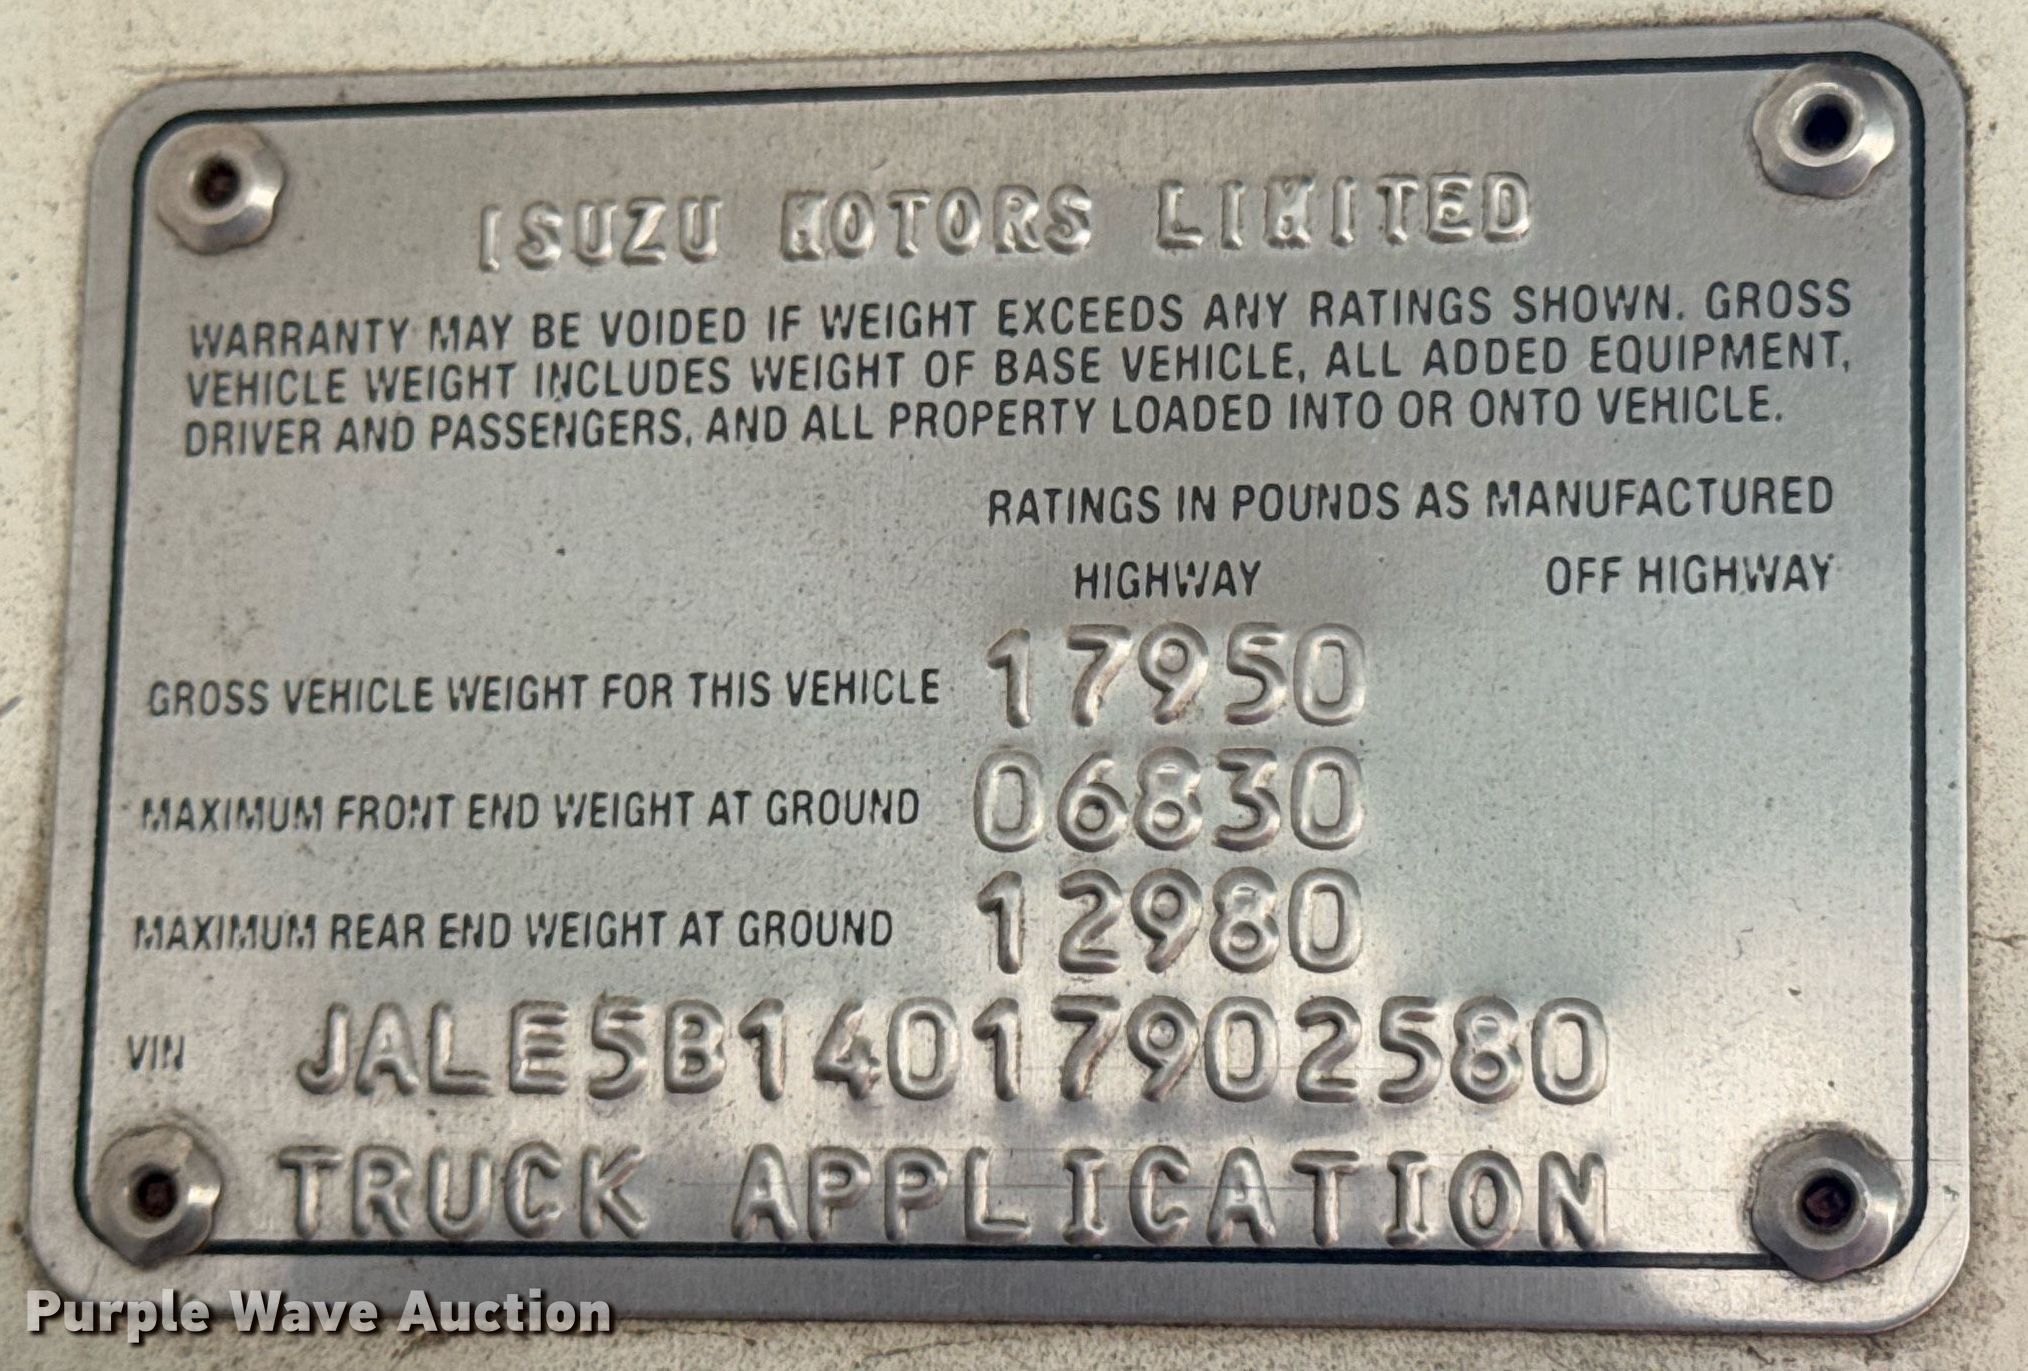 ISUZU MOTORS LIMITED
WARRANTY MAY BE VOIDED IF WEIGHT EXCEEDS ANY RATINGS SHOWN. GROSS
VEHICLE WEIGHT INCLUDES WEIGHT OF BASE VEHICLE, ALL ADDED EQUIPMENT,
DRIVER AND PASSENGERS, AND ALL PROPERTY LOADED INTO OR ONTO VEHICLE.
RATINGS IN POUNDS AS MANUFACTURED
HIGHWAY OFF HIGHWAY
GROSS VEHICLE WEIGHT FOR THIS VEHICLE 17950
MAXIMUM FRONT END WEIGHT AT GROUND 06830
MAXIMUM REAR END WEIGHT AT GROUND 12980
VIN JALE5B14017902580
TRUCK APPLICATION
Purple Wave Auction